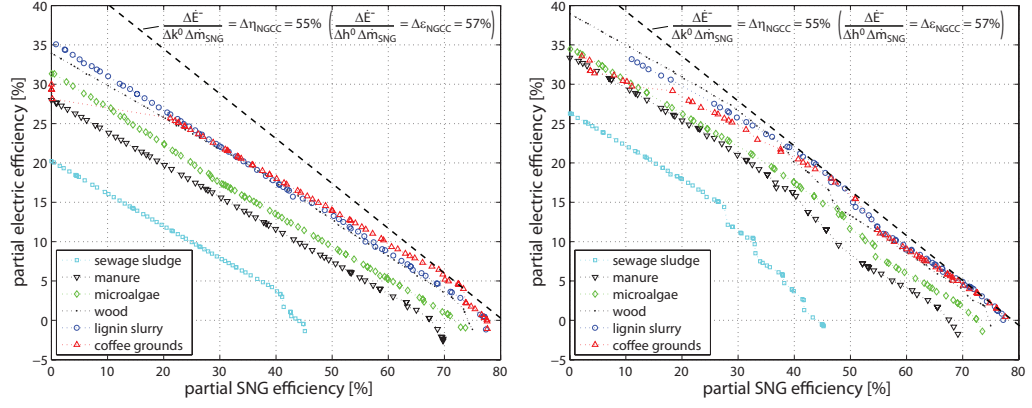 ΔĖ⁻ / Δk̇⁰ Δṁ_SNG = Δη_NGCC = 55% (ΔĖ⁻ / Δh⁰ Δṁ_SNG = Δε_NGCC = 57%)
partial electric efficiency [%]
40
35
30
25
20
15
10
5
0
−5
sewage sludge
manure
microalgae
wood
lignin slurry
coffee grounds
0 10 20 30 40 50 60 70 80
partial SNG efficiency [%]
ΔĖ⁻ / Δk⁰ Δṁ_SNG = Δη_NGCC = 55% (ΔĖ⁻ / Δh⁰ Δṁ_SNG = Δε_NGCC = 57%)
partial electric efficiency [%]
40
35
30
25
20
15
10
5
0
−5
sewage sludge
manure
microalgae
wood
lignin slurry
coffee grounds
0 10 20 30 40 50 60 70 80
partial SNG efficiency [%]